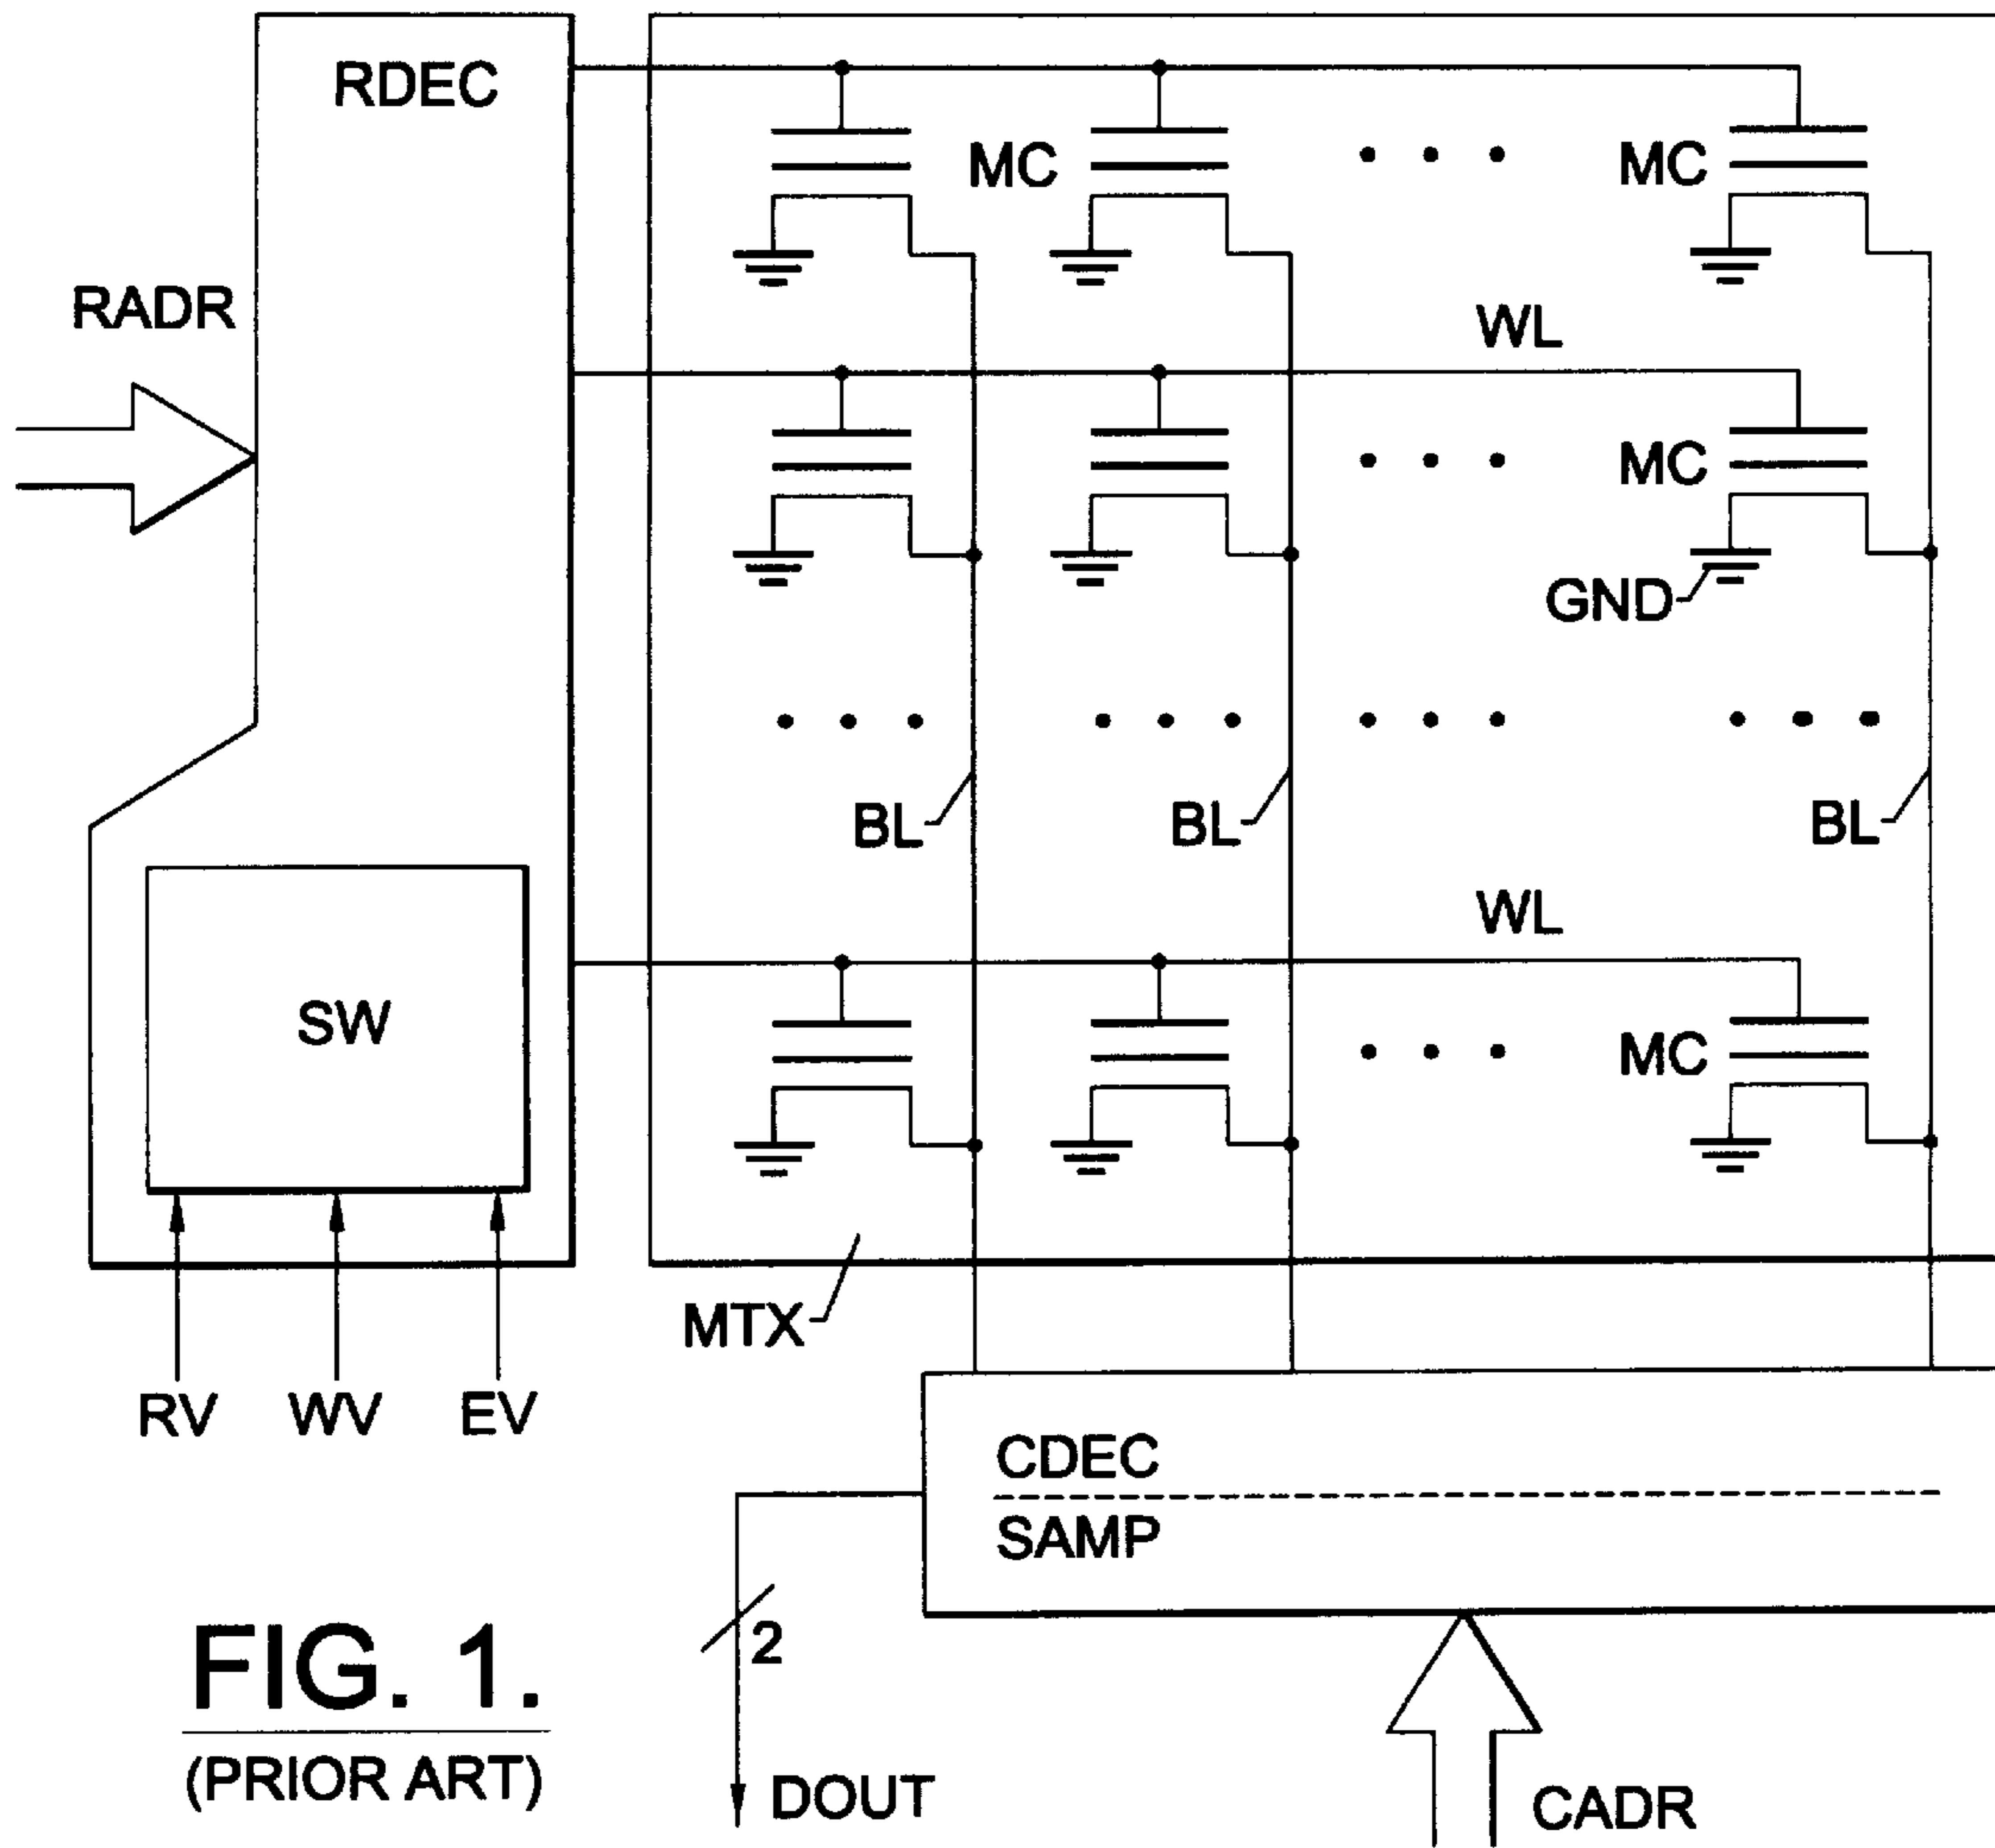 RDEC
MC
MC
RADR
WL
MC
GND
BL
BL
BL
WL
SW
MC
MTX
RV
WV
EV
CDEC
SAMP
2
FIG. 1.
(PRIOR ART)
DOUT
CADR